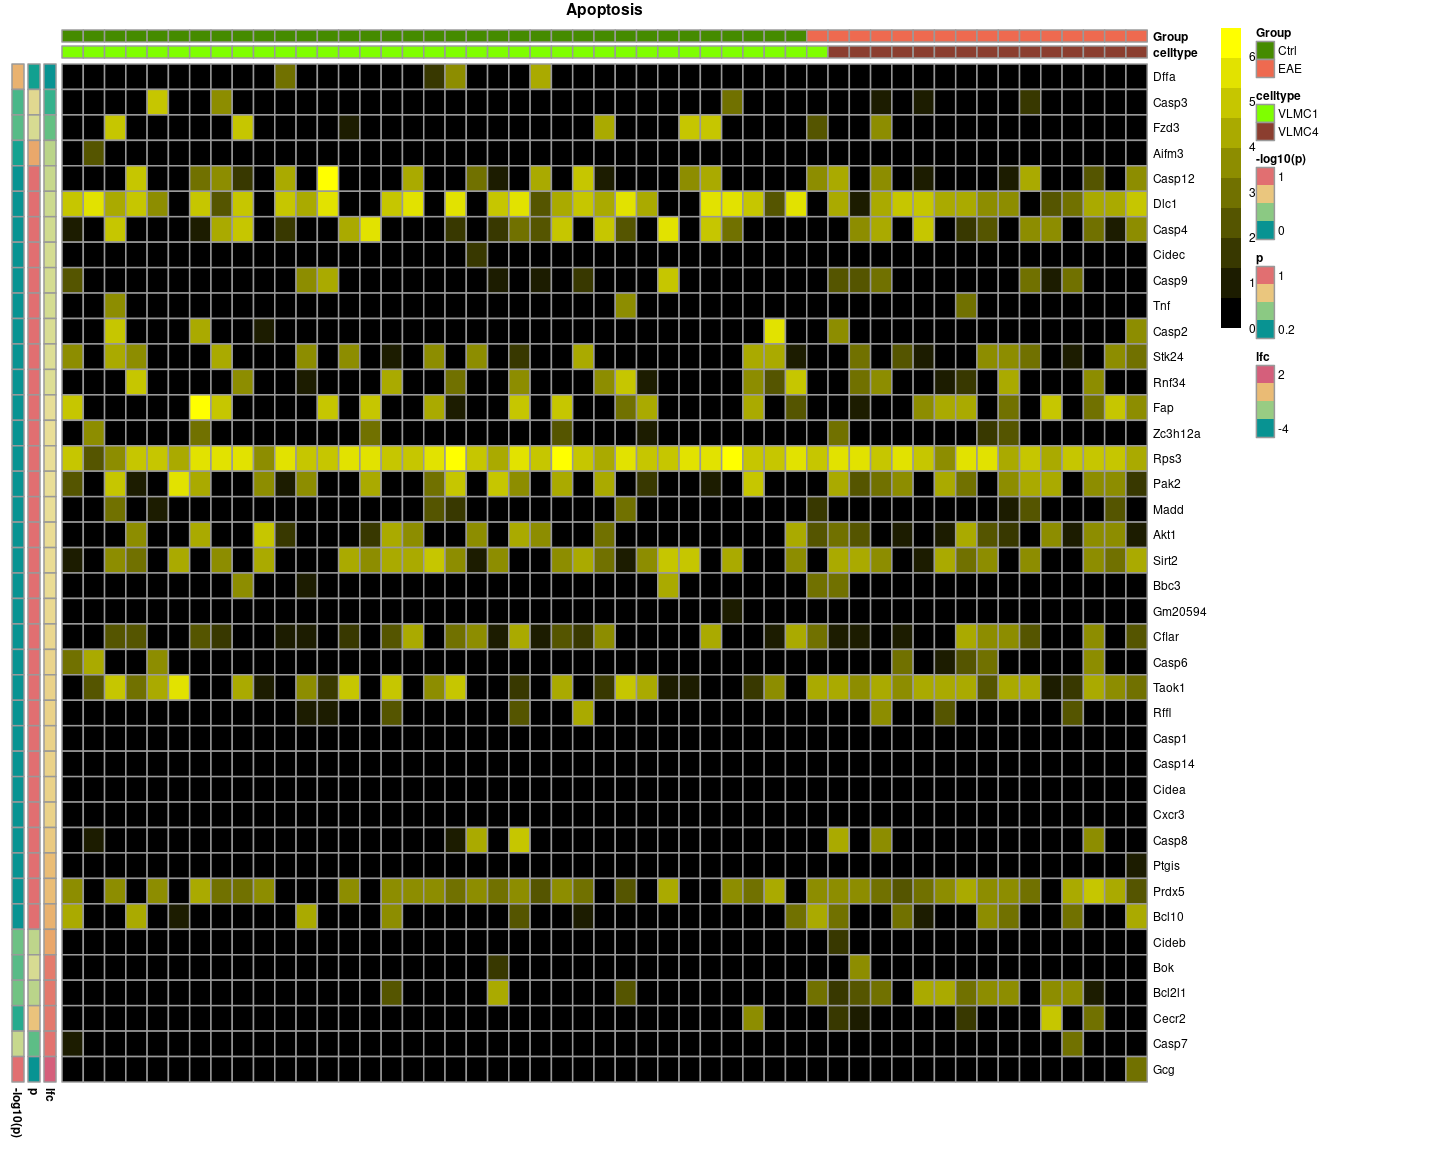 Apoptosis
Group
celltype
Dffa
Casp3
Fzd3
Aifm3
Casp12
Dlc1
Casp4
Cidec
Casp9
Tnf
Casp2
Stk24
Rnf34
Fap
Zc3h12a
Rps3
Pak2
Madd
Akt1
Sirt2
Bbc3
Gm20594
Cflar
Casp6
Taok1
Rffl
Casp1
Casp14
Cidea
Cxcr3
Casp8
Ptgis
Prdx5
Bcl10
Cideb
Bok
Bcl2l1
Cecr2
Casp7
Gcg
-log10(p)
p
lfc
6
5
4
3
2
1
0
Group
Ctrl
EAE
celltype
VLMC1
VLMC4
-log10(p)
1
0
p
1
0.2
lfc
2
-4